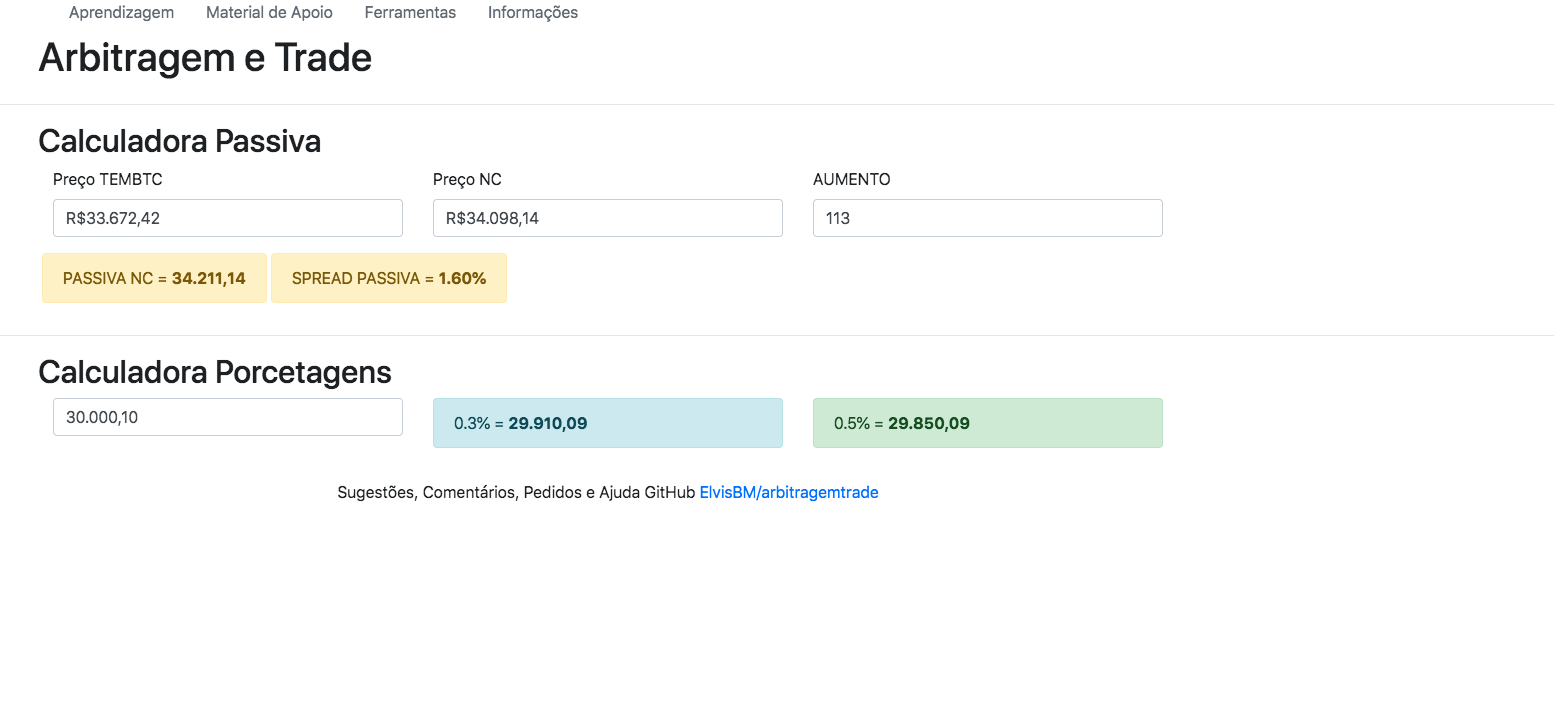 Aprendizagem Material de Apoio Ferramentas Informações
Arbitragem e Trade
Calculadora Passiva
Preço TEMBTC Preço NC AUMENTO
R$33.672,42 R$34.098,14 113
PASSIVA NC = 34.211,14 SPREAD PASSIVA = 1.60%
Calculadora Porcetagens
30.000,10 0.3% = 29.910,09 0.5% = 29.850,09
Sugestões, Comentários, Pedidos e Ajuda GitHub ElvisBM/arbitragemtrade